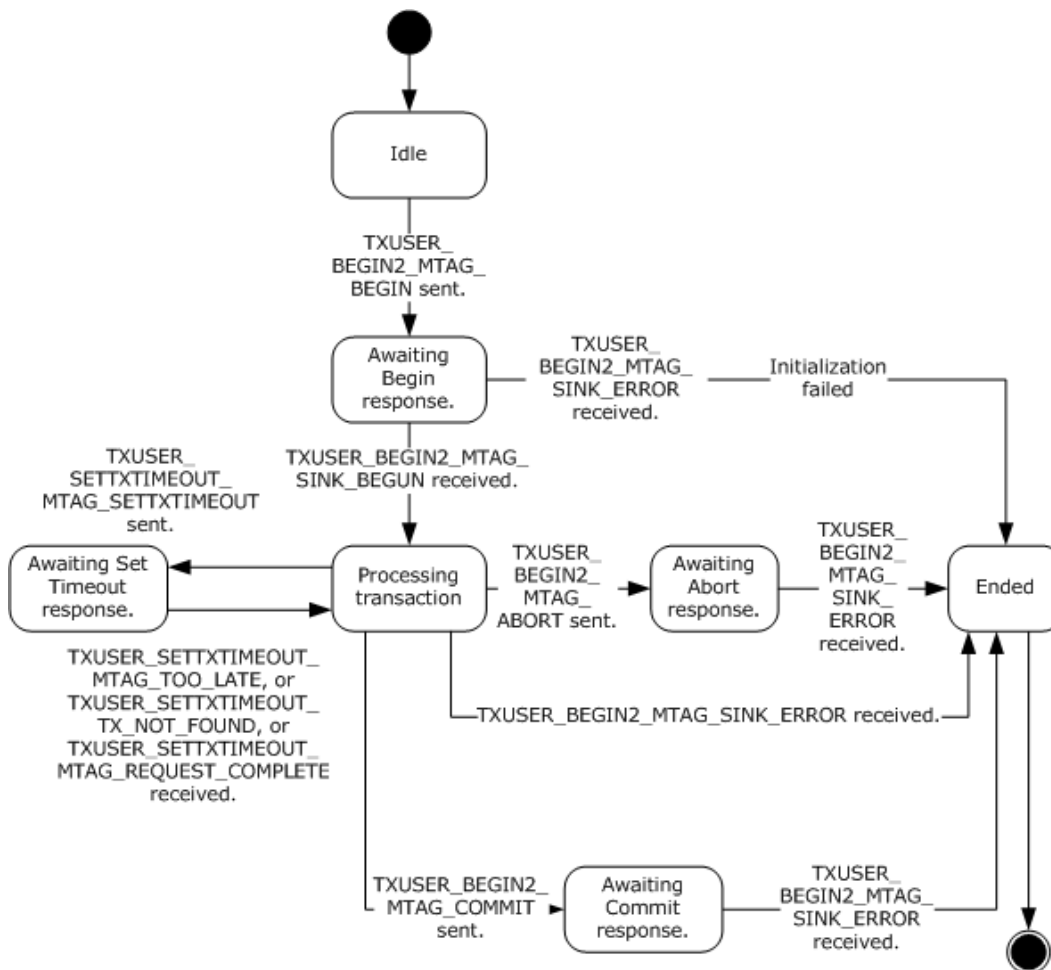 Idle
TXUSER_
BEGIN2_MTAG_
BEGIN sent.
Awaiting
Begin
response.
TXUSER_
BEGIN2_MTAG_
SINK_ERROR
received.
Initialization
failed
TXUSER_BEGIN2_MTAG_
SINK_BEGUN received.
TXUSER_
SETTXTIMEOUT_
MTAG_SETTXTIMEOUT
sent.
Awaiting Set
Timeout
response.
Processing
transaction
TXUSER_
BEGIN2_
MTAG_
ABORT sent.
Awaiting
Abort
response.
TXUSER_
BEGIN2_
MTAG_
SINK_
ERROR
received.
Ended
TXUSER_SETTXTIMEOUT_
MTAG_TOO_LATE, or
TXUSER_SETTXTIMEOUT_
TX_NOT_FOUND, or
TXUSER_SETTXTIMEOUT_
MTAG_REQUEST_COMPLETE
received.
TXUSER_BEGIN2_MTAG_SINK_ERROR received.
TXUSER_BEGIN2_
MTAG_COMMIT
sent.
Awaiting
Commit
response.
TXUSER_
BEGIN2_MTAG_
SINK_ERROR
received.